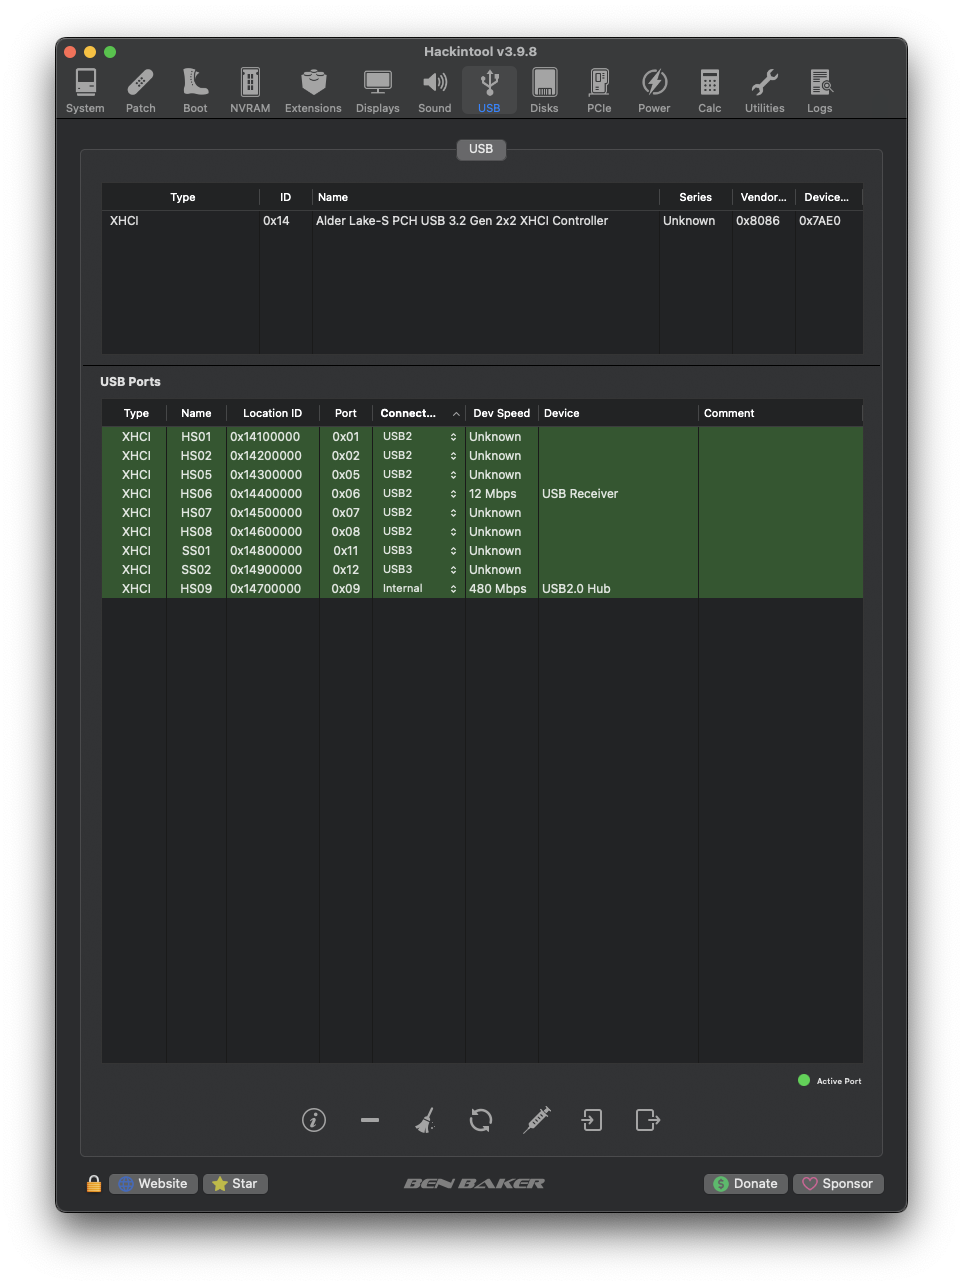 Hackintool v3.9.8
System Patch Boot NVRAM Extensions Displays Sound USB Disks PCIe Power Calc Utilities Logs
USB
Type ID Name Series Vendor... Device...
XHCI 0x14 Alder Lake-S PCH USB 3.2 Gen 2x2 XHCI Controller Unknown 0x8086 0x7AE0
USB Ports
Type Name Location ID Port Connect... Dev Speed Device Comment
XHCI HS01 0x14100000 0x01 USB2 Unknown
XHCI HS02 0x14200000 0x02 USB2 Unknown
XHCI HS05 0x14300000 0x05 USB2 Unknown
XHCI HS06 0x14400000 0x06 USB2 12 Mbps USB Receiver
XHCI HS07 0x14500000 0x07 USB2 Unknown
XHCI HS08 0x14600000 0x08 USB2 Unknown
XHCI SS01 0x14800000 0x11 USB3 Unknown
XHCI SS02 0x14900000 0x12 USB3 Unknown
XHCI HS09 0x14700000 0x09 Internal 480 Mbps USB2.0 Hub
Active Port
Website Star BEN BAKER Donate Sponsor